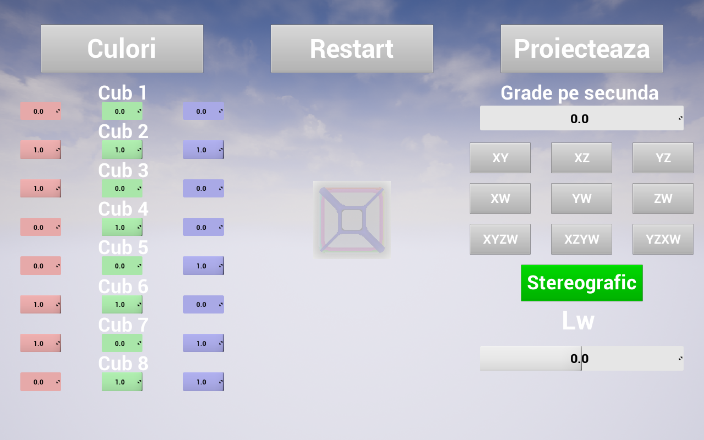 Culori
Restart
Proiecteaza
Cub 1
0.0 0.0 0.0
Cub 2
1.0 1.0 1.0
Cub 3
1.0 0.0 0.0
Cub 4
0.0 1.0 0.0
Cub 5
0.0 0.0 1.0
Cub 6
1.0 1.0 0.0
Cub 7
1.0 0.0 1.0
Cub 8
0.0 1.0 1.0
Grade pe secunda
0.0
XY XZ YZ
XW YW ZW
XYZW XZYW YZXW
Stereografic
Lw
0.0